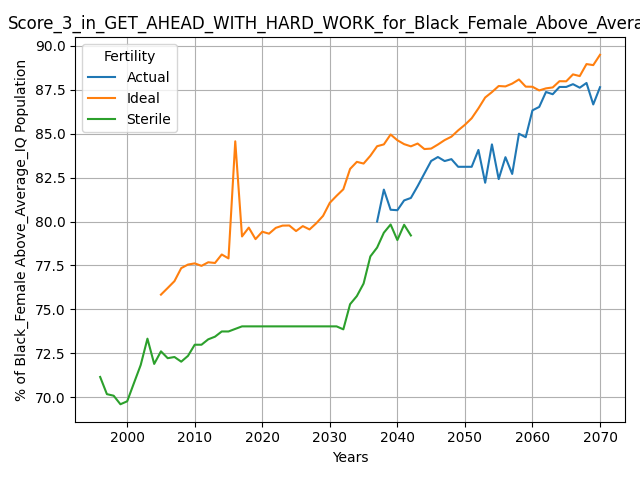 Score_3_in_GET_AHEAD_WITH_HARD_WORK_for_Black_Female_Above_Avera
Fertility
Actual
Ideal
Sterile
% of Black_Female Above_Average_IQ Population
90.0
87.5
85.0
82.5
80.0
77.5
75.0
72.5
70.0
2000 2010 2020 2030 2040 2050 2060 2070
Years